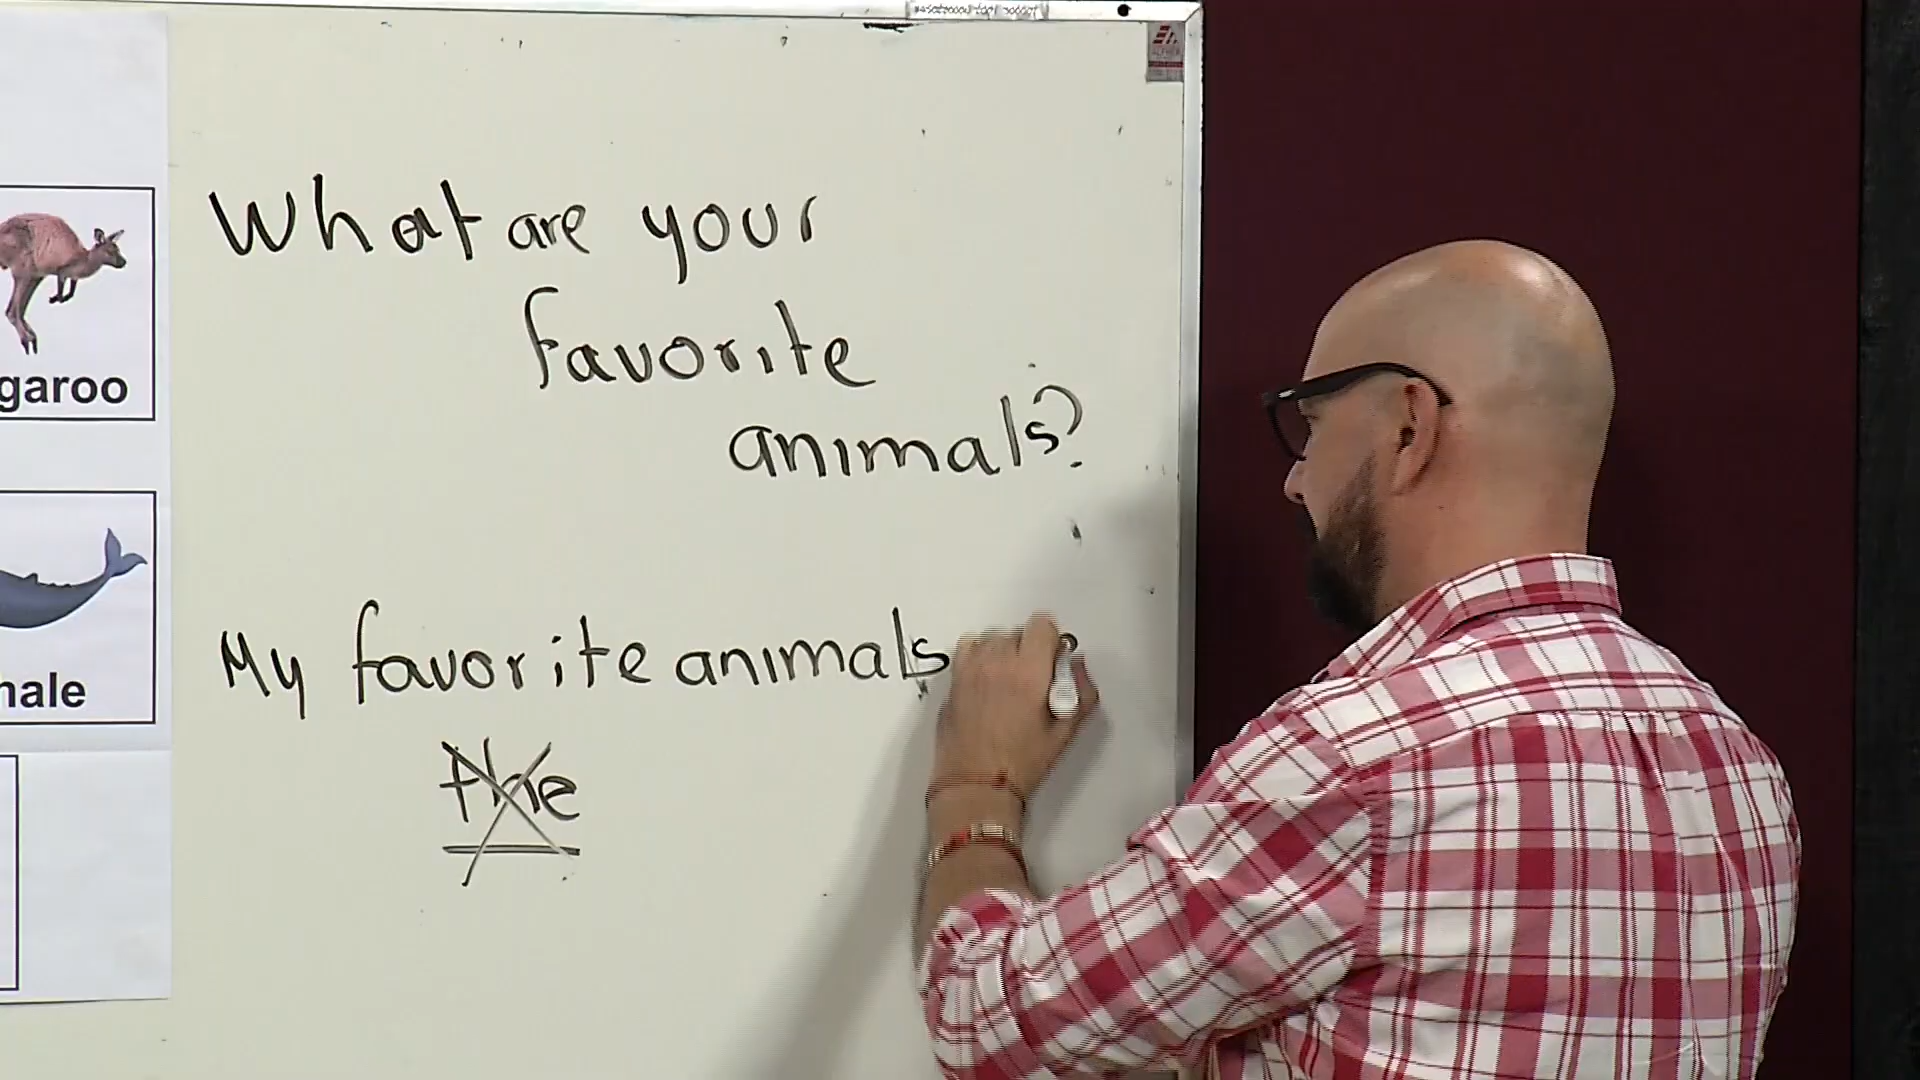 What are your
favorite
animals?
My favorite animals
the
garoo
hale